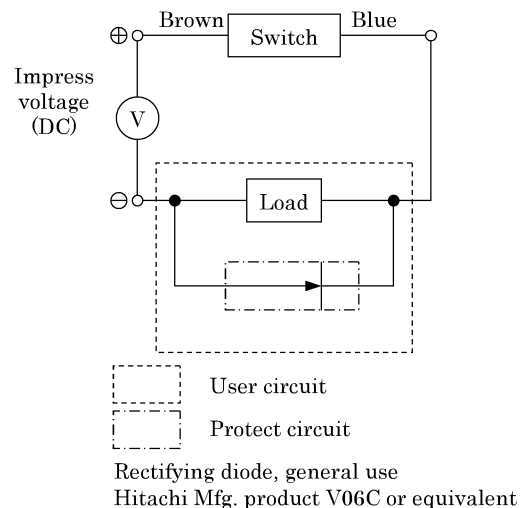 Brown
Switch
Blue
⊕
Impress
voltage
(DC)
V
⊖
Load
User circuit
Protect circuit
Rectifying diode, general use
Hitachi Mfg. product V06C or equivalent